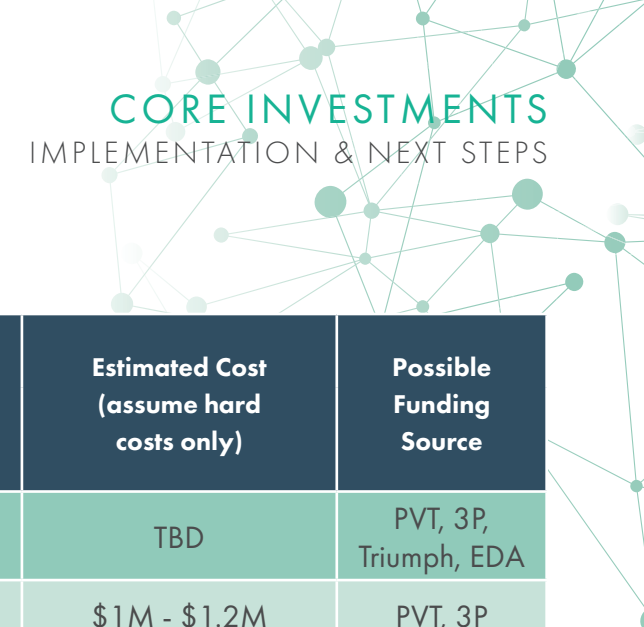 CORE INVESTMENTS
IMPLEMENTATION & NEXT STEPS
Estimated Cost
(assume hard
costs only)
Possible
Funding
Source
TBD
PVT, 3P,
Triumph, EDA
$1M - $1.2M
PVT, 3P